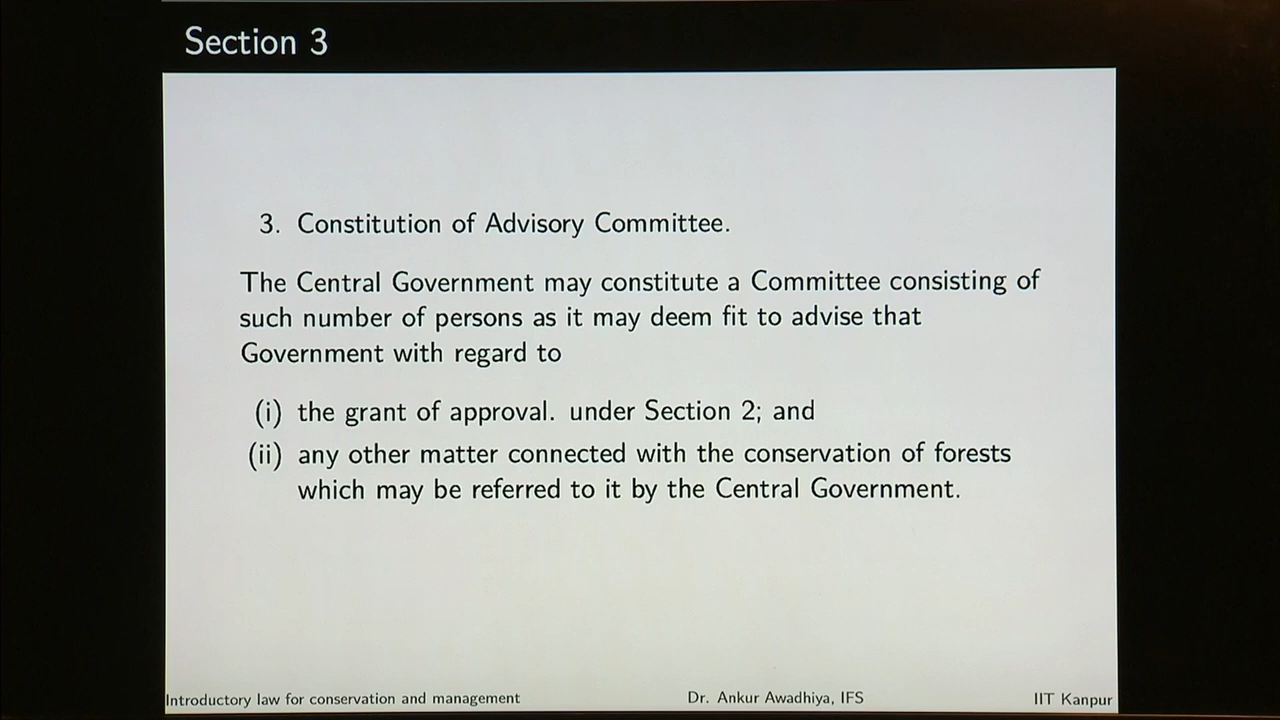 Section 3
3. Constitution of Advisory Committee.
The Central Government may constitute a Committee consisting of
such number of persons as it may deem fit to advise that
Government with regard to
(i) the grant of approval. under Section 2; and
(ii) any other matter connected with the conservation of forests
which may be referred to it by the Central Government.
Introductory law for conservation and management Dr. Ankur Awadhiya, IFS IIT Kanpur